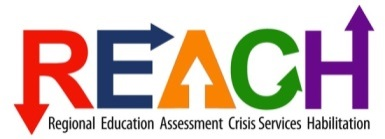 REACH
Regional Education Assessment Crisis Services Habilitation